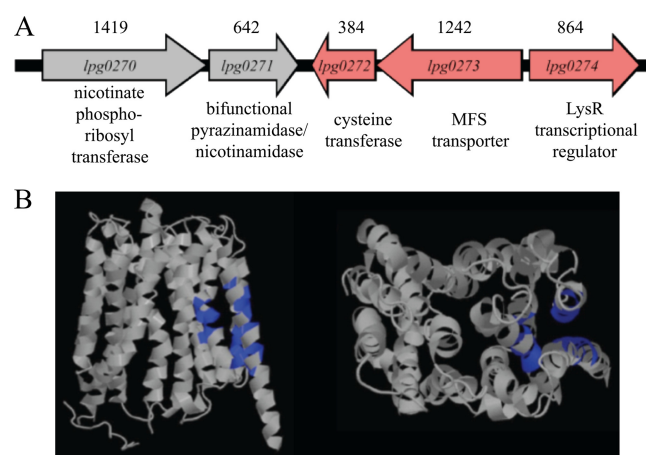 A
1419 642 384 1242 864
lpg0270 lpg0271 lpg0272 lpg0273 lpg0274
nicotinate
phospho-
ribosyl
transferase
bifunctional
pyrazinamidase/
nicotinamidase
cysteine
transferase
MFS
transporter
LysR
transcriptional
regulator
B